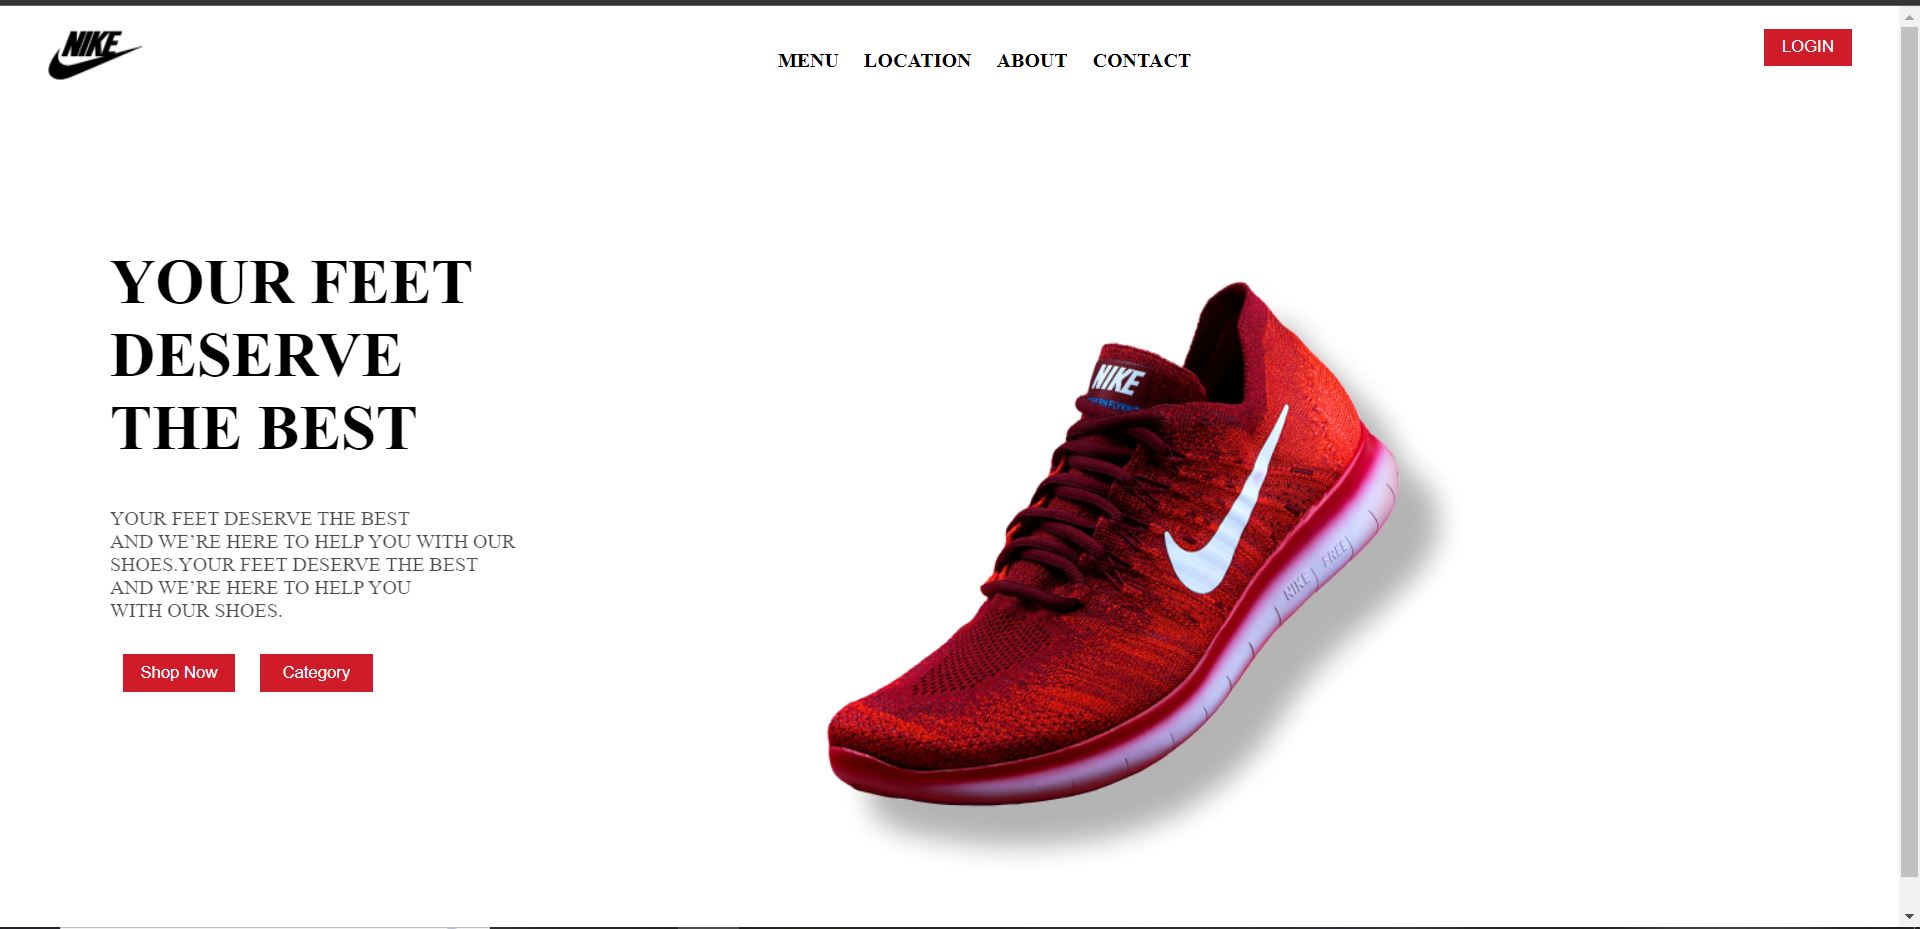 NIKE
MENU LOCATION ABOUT CONTACT
LOGIN
YOUR FEET
DESERVE
THE BEST
YOUR FEET DESERVE THE BEST
AND WE’RE HERE TO HELP YOU WITH OUR
SHOES.YOUR FEET DESERVE THE BEST
AND WE’RE HERE TO HELP YOU
WITH OUR SHOES.
Shop Now Category
NIKE
NIKE FREE